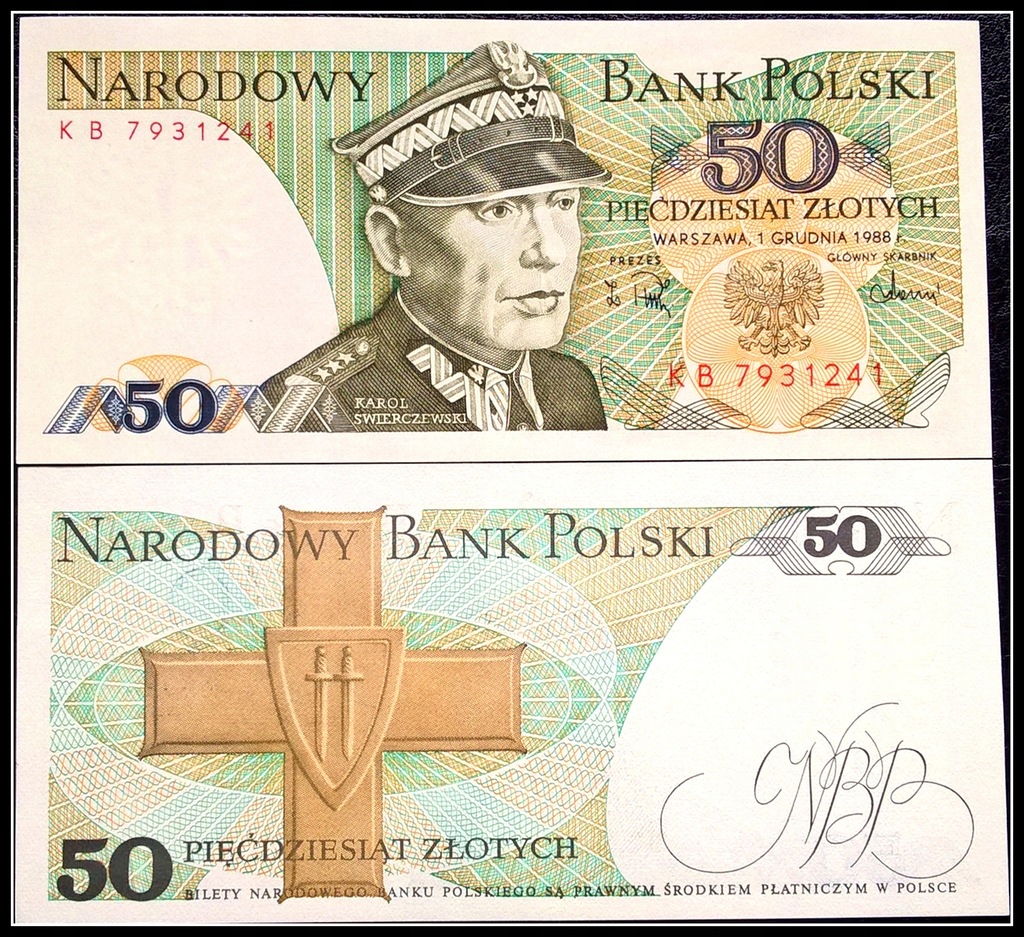 NARODOWY BANK POLSKI
KB 7931241
50
PIĘĆDZIESIĄT ZŁOTYCH
WARSZAWA, 1 GRUDNIA 1988 r.
PREZES GŁÓWNY SKARBNIK
KB 7931241
50
KAROL
ŚWIERCZEWSKI
NARODOWY BANK POLSKI
50
NBP
50 PIĘĆDZIESIĄT ZŁOTYCH
BILETY NARODOWEGO BANKU POLSKIEGO SĄ PRAWNYM ŚRODKIEM PŁATNICZYM W POLSCE